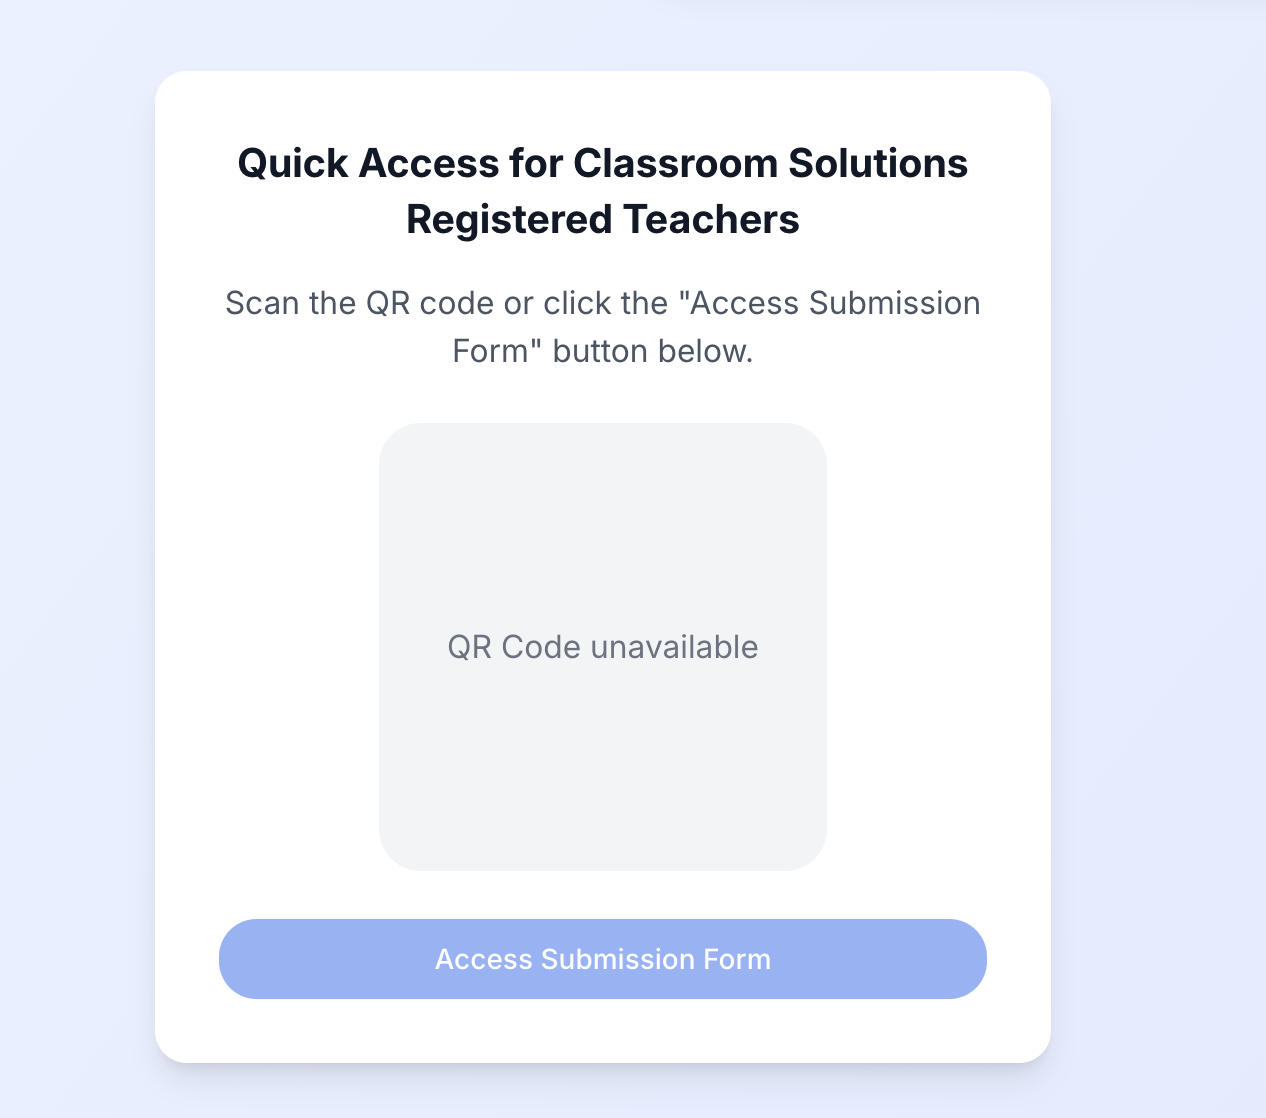 Quick Access for Classroom Solutions
Registered Teachers
Scan the QR code or click the "Access Submission
Form" button below.
QR Code unavailable
Access Submission Form